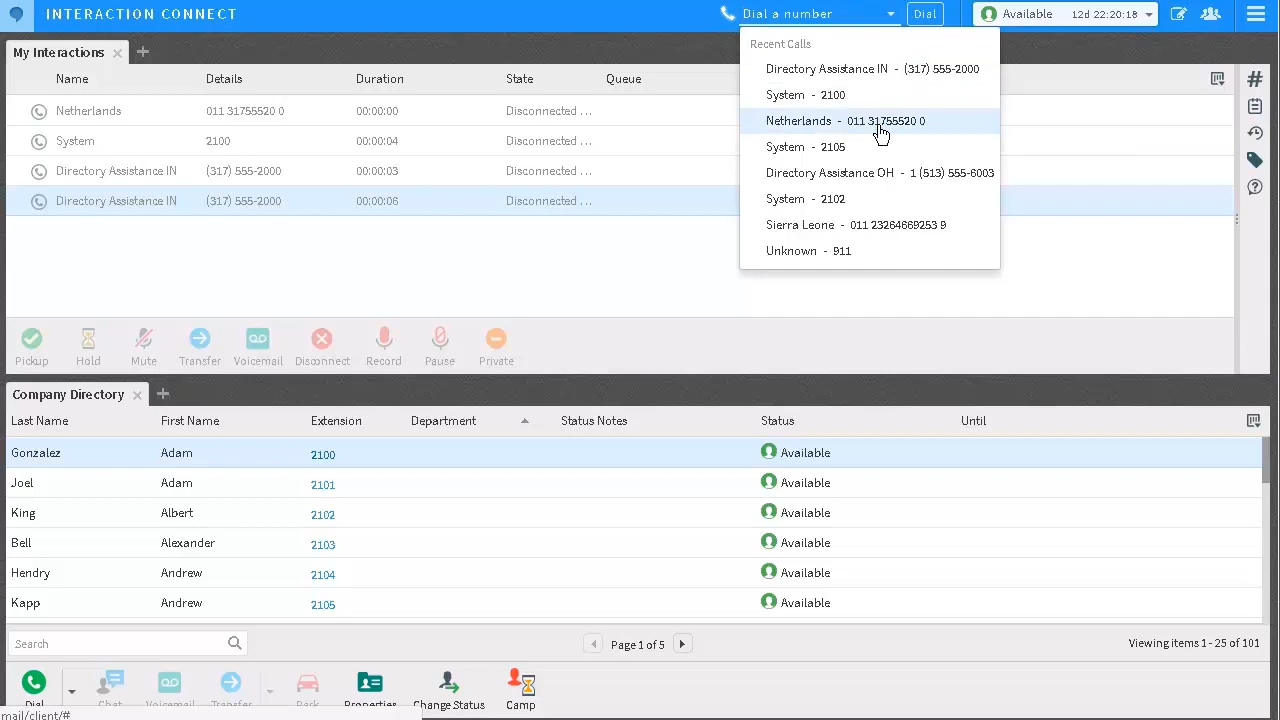 INTERACTION CONNECT
Dial a number
Dial
Available 12d 22:20:18
My Interactions
Name Details Duration State Queue
Netherlands 011 31755520 0 00:00:00 Disconnected ...
System 2100 00:00:04 Disconnected ...
Directory Assistance IN (317) 555-2000 00:00:03 Disconnected ...
Directory Assistance IN (317) 555-2000 00:00:06 Disconnected ...
Recent Calls
Directory Assistance IN - (317) 555-2000
System - 2100
Netherlands - 011 31755520 0
System - 2105
Directory Assistance OH - 1 (513) 555-6003
System - 2102
Sierra Leone - 011 23264669253 9
Unknown - 911
Pickup Hold Mute Transfer Voicemail Disconnect Record Pause Private
Company Directory
Last Name First Name Extension Department Status Notes Status Until
Gonzalez Adam 2100 Available
Joel Adam 2101 Available
King Albert 2102 Available
Bell Alexander 2103 Available
Hendry Andrew 2104 Available
Kapp Andrew 2105 Available
Search
Page 1 of 5
Viewing items 1 - 25 of 101
Dial Chat Voicemail Transfer Park Properties Change Status Camp
mail/client/#